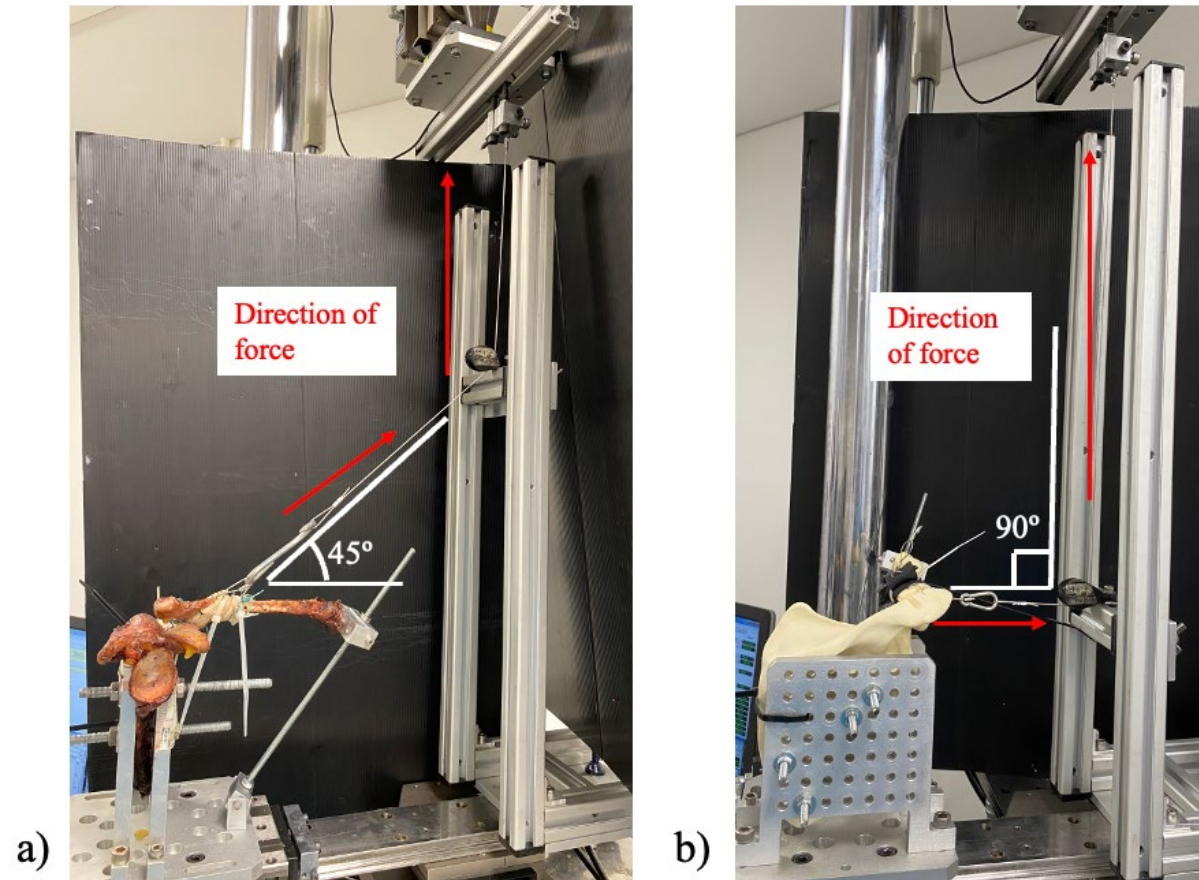 Direction of
force
45º
a)
Direction
of force
90º
b)